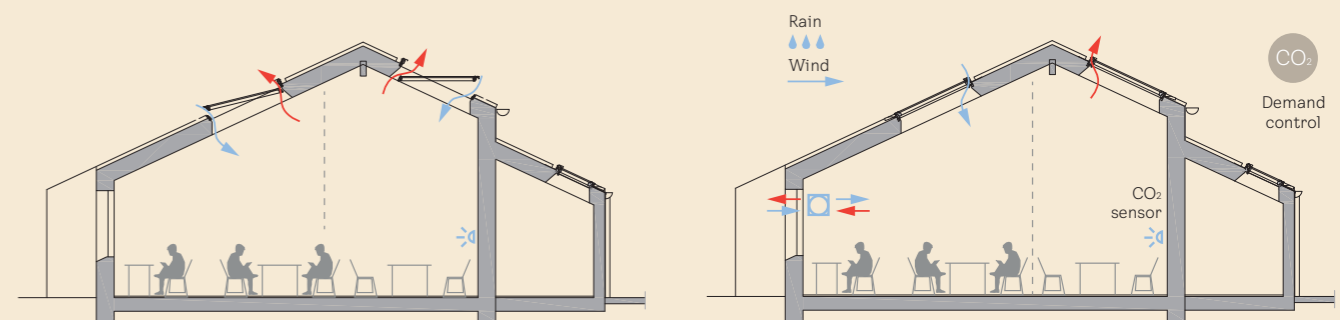 Rain
Wind
CO₂
Demand
control
CO₂
sensor